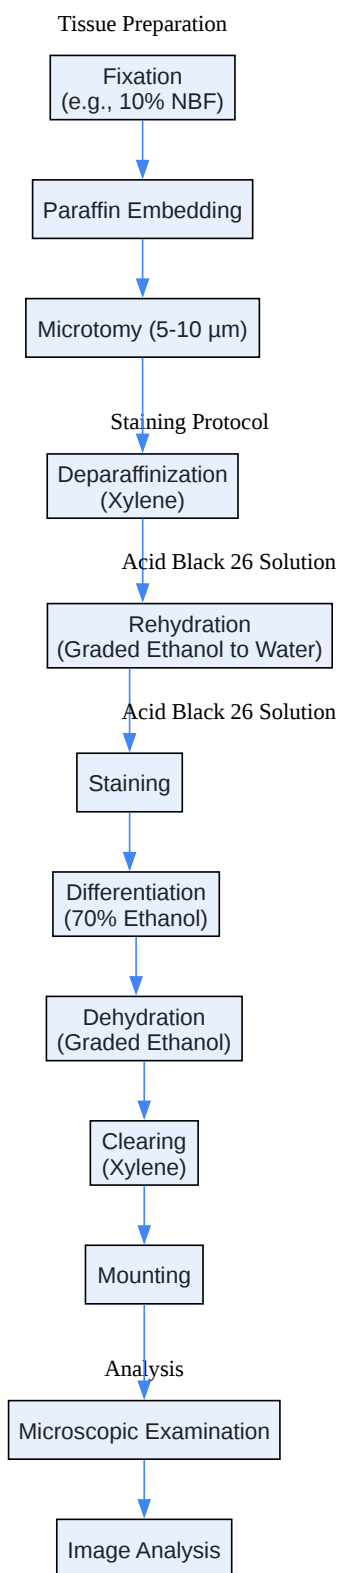 Tissue Preparation
Fixation
(e.g., 10% NBF)
Paraffin Embedding
Microtomy (5-10 µm)
Staining Protocol
Deparaffinization
(Xylene)
Acid Black 26 Solution
Rehydration
(Graded Ethanol to Water)
Acid Black 26 Solution
Staining
Differentiation
(70% Ethanol)
Dehydration
(Graded Ethanol)
Clearing
(Xylene)
Mounting
Analysis
Microscopic Examination
Image Analysis